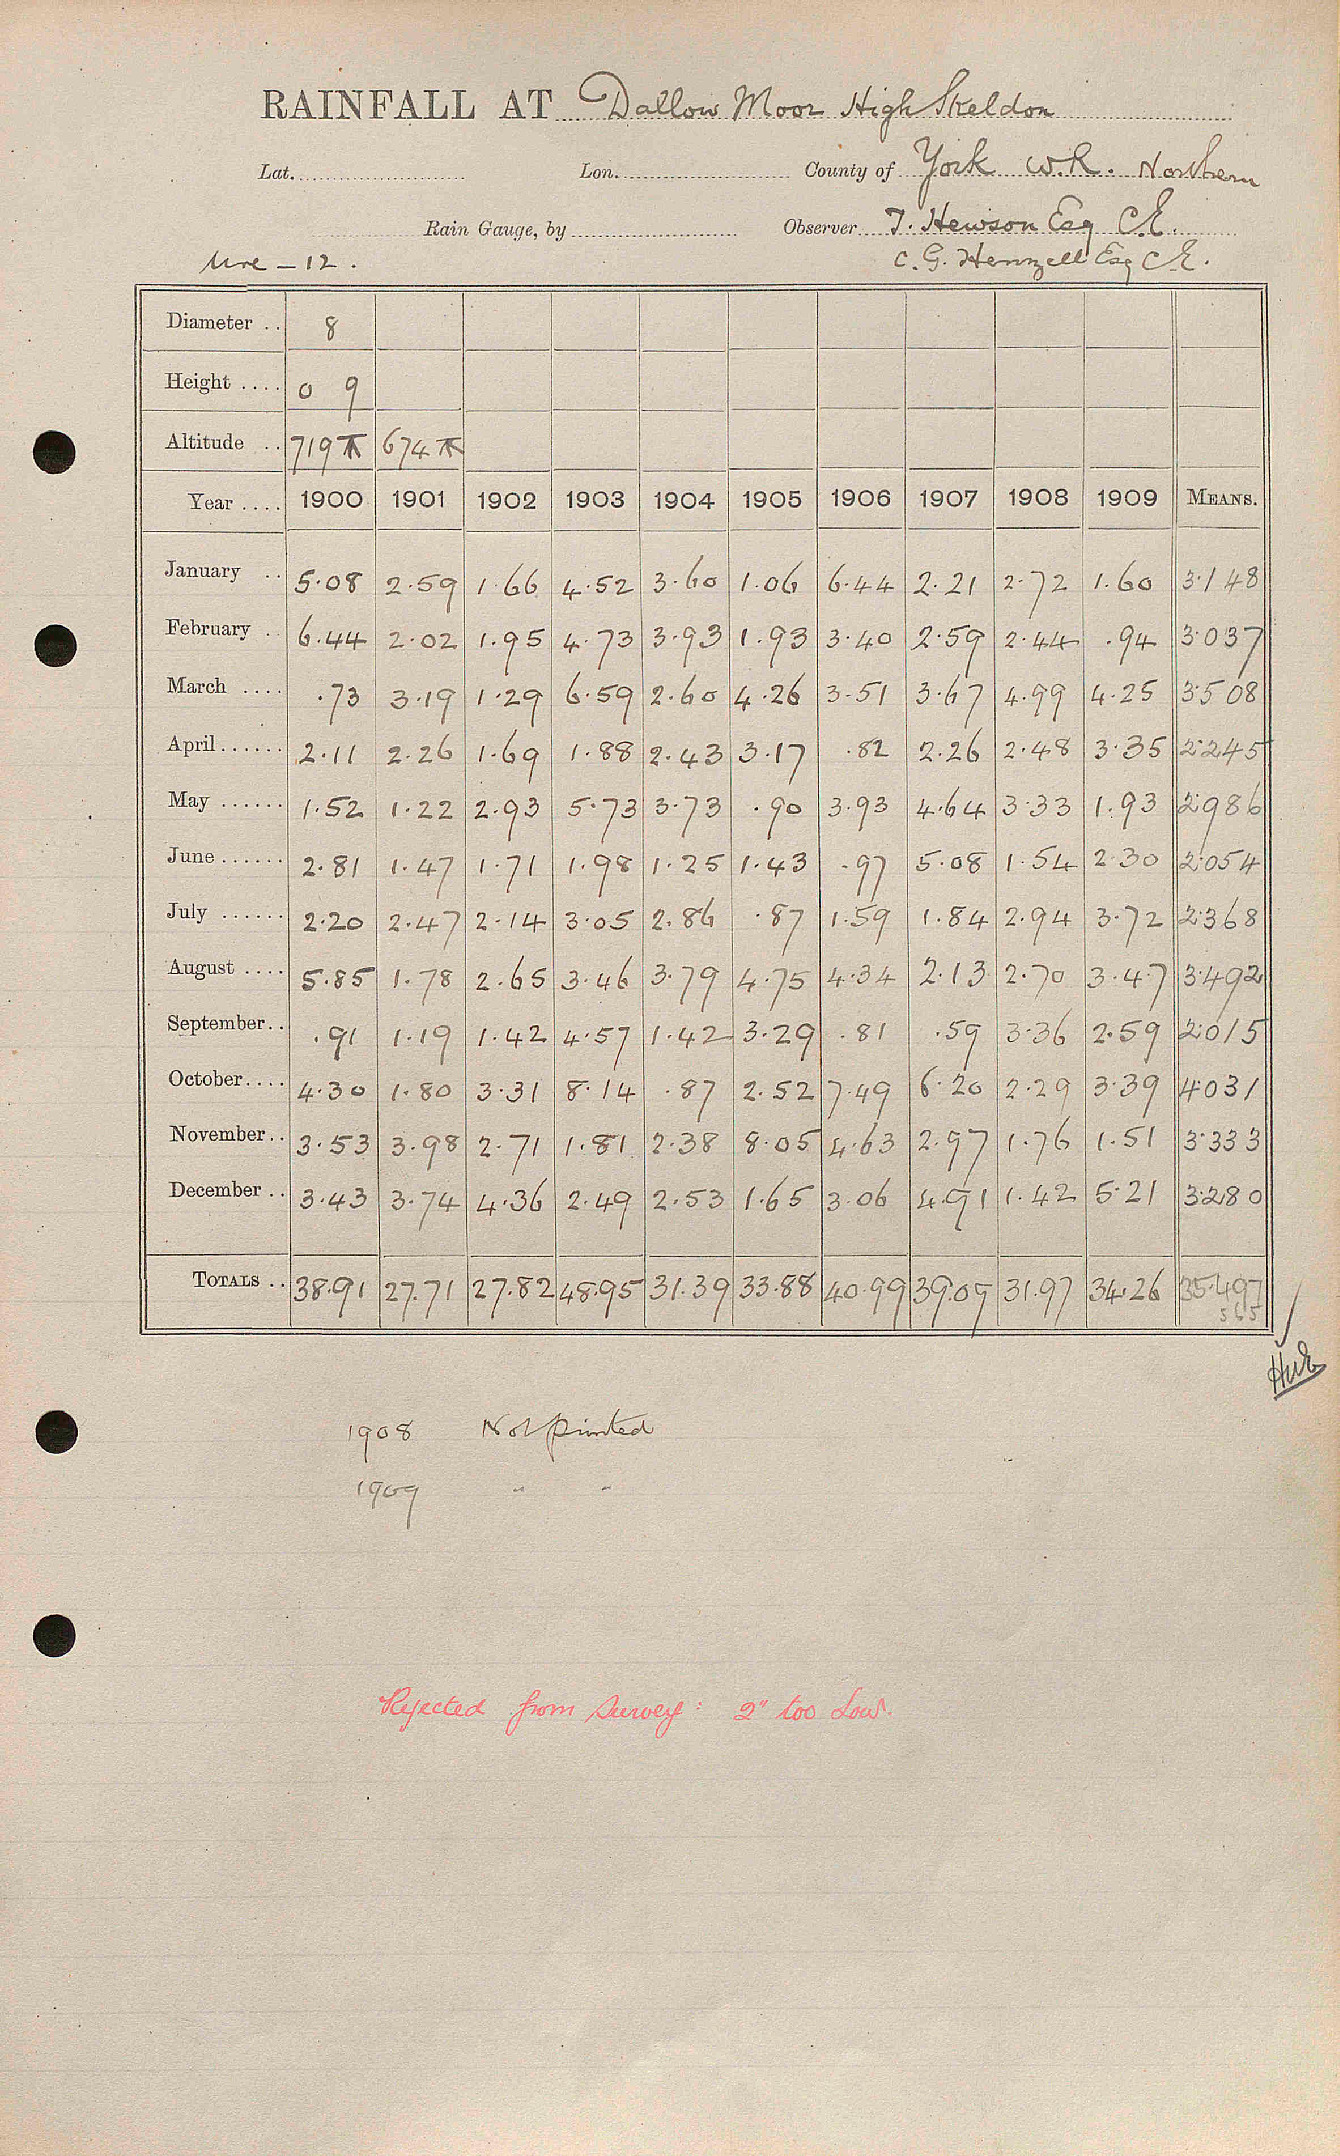 RAINFALL AT Dallow Moor High Skeldon
Lat. Lon. County of York W.R. Northern
Rain Gauge, by Observer T. Hewson Esq C.E.
Ure - 12. C. G. Henzell Esq C.E.
Diameter .. 8
Height .... 0 9
Altitude .. 719 674
Year .... 1900 1901 1902 1903 1904 1905 1906 1907 1908 1909 MEANS.
January .. 5.08 2.59 1.66 4.52 3.60 1.06 6.44 2.21 2.72 1.60 3.148
February .. 6.44 2.02 1.95 4.73 3.93 1.93 3.40 2.59 2.44 .94 3.037
March .... .73 3.19 1.29 6.59 2.60 4.26 3.51 3.67 4.99 4.25 3.508
April ...... 2.11 2.26 1.69 1.88 2.43 3.17 .82 2.26 2.48 3.35 2.245
May ...... 1.52 1.22 2.93 5.73 3.73 .90 3.93 4.64 3.33 1.93 2.986
June ...... 2.81 1.47 1.71 1.98 1.25 1.43 .97 5.08 1.54 2.30 2.054
July ...... 2.20 2.47 2.14 3.05 2.86 .87 1.59 1.84 2.94 3.72 2.368
August .... 5.85 1.78 2.65 3.46 3.79 4.75 4.34 2.13 2.70 3.47 3.492
September .. .91 1.19 1.42 4.57 1.42 3.29 .81 .59 3.36 2.59 2.015
October .... 4.30 1.80 3.31 8.14 .87 2.52 7.49 6.20 2.29 3.39 4.031
November .. 3.53 3.98 2.71 1.81 2.38 8.05 4.63 2.97 1.76 1.51 3.333
December .. 3.43 3.74 4.36 2.49 2.53 1.65 3.06 4.91 1.42 5.21 3.280
TOTALS .. 38.91 27.71 27.82 48.95 31.39 33.88 40.99 39.09 31.97 34.26 35.497
565
1908 Not printed
1909 " "
Rejected from Survey: 2" too Low.